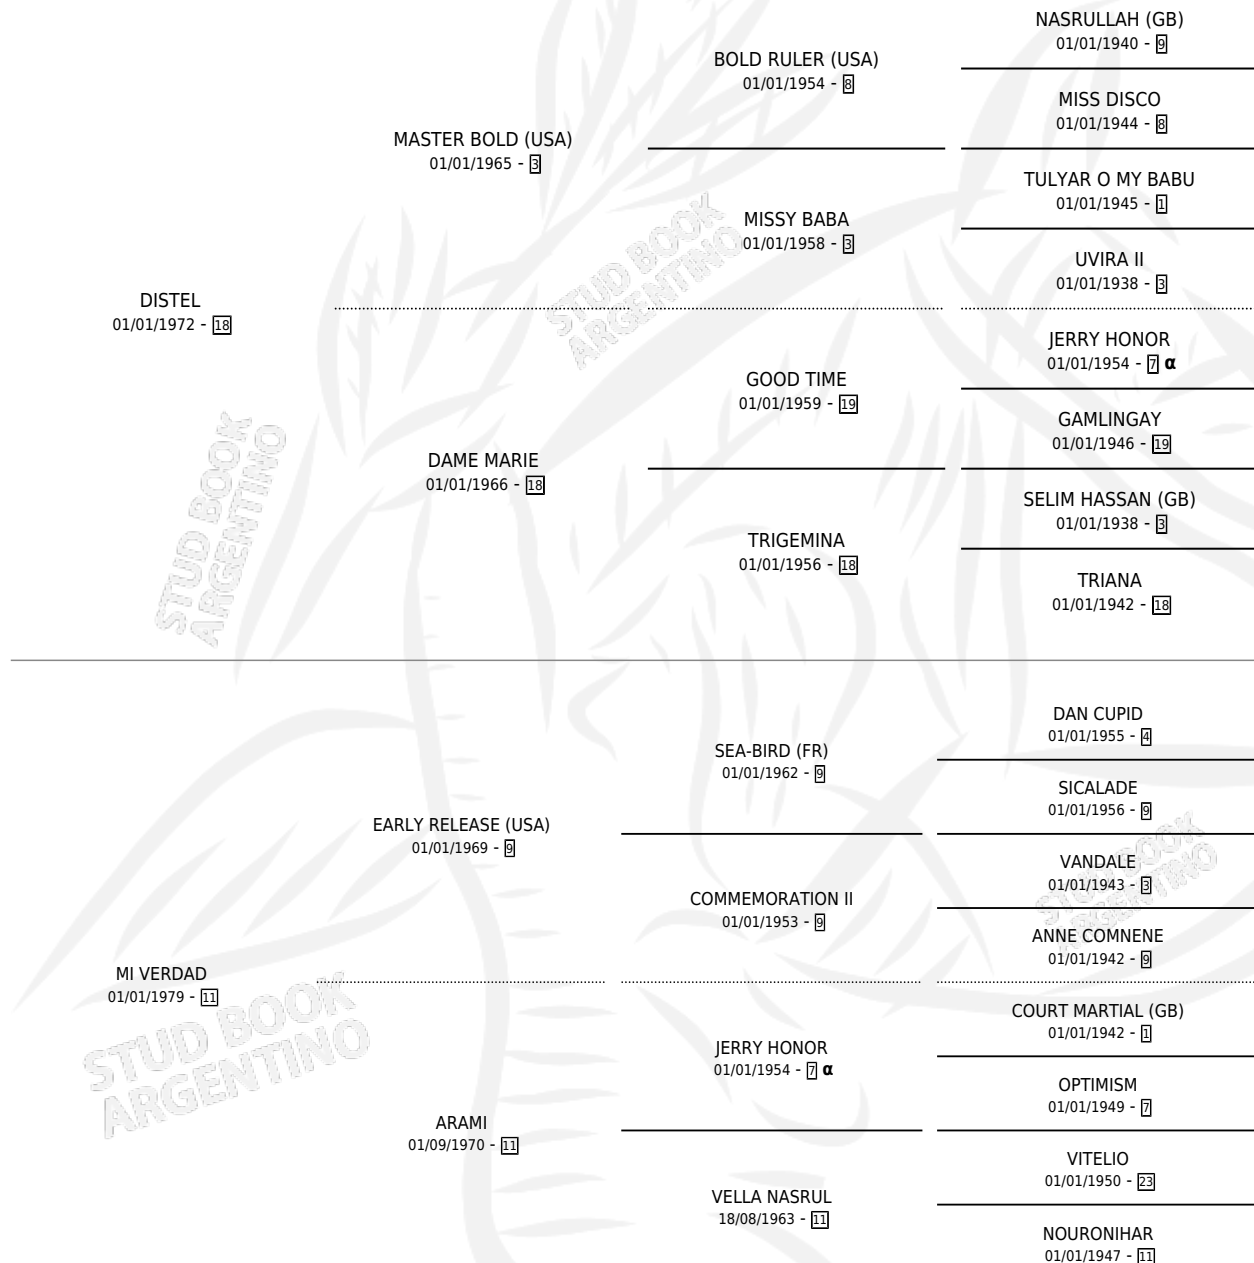 NASRULLAH (GB)
01/01/1940 - 9
BOLD RULER (USA)
01/01/1954 - 8
MISS DISCO
01/01/1944 - 8
MASTER BOLD (USA)
01/01/1965 - 3
TULYAR O MY BABU
01/01/1945 - 1
MISSY BABA
01/01/1958 - 3
UVIRA II
01/01/1938 - 3
DISTEL
01/01/1972 - 18
JERRY HONOR
01/01/1954 - 7 α
GOOD TIME
01/01/1959 - 19
GAMLINGAY
01/01/1946 - 19
DAME MARIE
01/01/1966 - 18
SELIM HASSAN (GB)
01/01/1938 - 3
TRIGEMINA
01/01/1956 - 18
TRIANA
01/01/1942 - 18
DAN CUPID
01/01/1955 - 4
SEA-BIRD (FR)
01/01/1962 - 9
SICALADE
01/01/1956 - 9
EARLY RELEASE (USA)
01/01/1969 - 9
VANDALE
01/01/1943 - 3
COMMEMORATION II
01/01/1953 - 9
ANNE COMNENE
01/01/1942 - 9
MI VERDAD
01/01/1979 - 11
COURT MARTIAL (GB)
01/01/1942 - 1
JERRY HONOR
01/01/1954 - 7 α
OPTIMISM
01/01/1949 - 7
ARAMI
01/09/1970 - 11
VITELIO
01/01/1950 - 23
VELLA NASRUL
18/08/1963 - 11
NOURONIHAR
01/01/1947 - 11
STUD BOOK
ARGENTINO
STUD BOOK
ARGENTINO
STUD BOOK
ARGENTINO
STUD BOOK
ARGENTINO